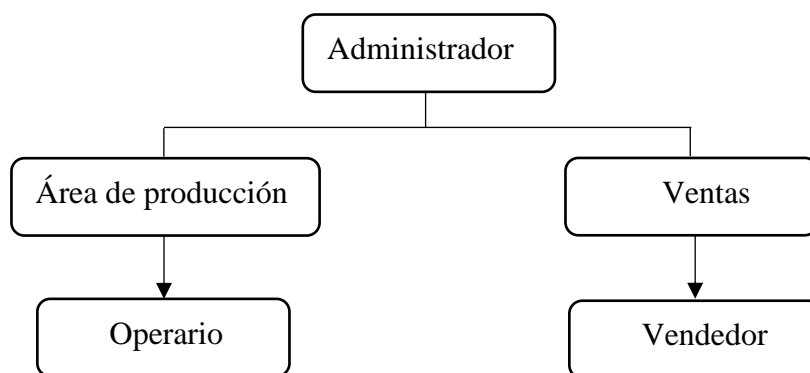 Administrador
Área de producción
Ventas
Operario
Vendedor